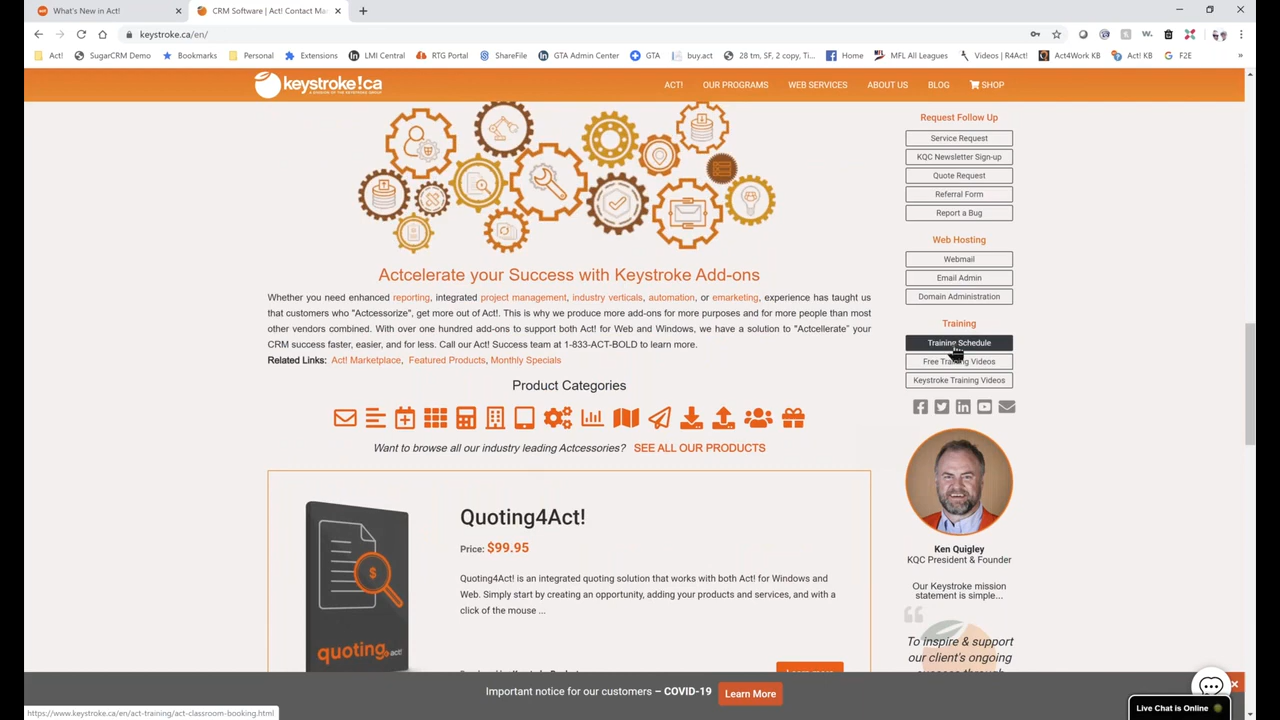 What's New in Act!
CRM Software | Act! Contact Ma
keystroke.ca/en/
Act!
SugarCRM Demo
Bookmarks
Personal
Extensions
LMI Central
RTG Portal
ShareFile
GTA Admin Center
GTA
buy.act
28 tm, SF, 2 copy, Ti...
Home
MFL All Leagues
Videos | R4Act!
Act4Work KB
Act! KB
F2E
keystroke!ca
ACT!
OUR PROGRAMS
WEB SERVICES
ABOUT US
BLOG
SHOP
Actcelerate your Success with Keystroke Add-ons
Whether you need enhanced reporting, integrated project management, industry verticals, automation, or emarketing, experience has taught us
that customers who "Actcessorize", get more out of Act!. This is why we produce more add-ons for more purposes and for more people than most
other vendors combined. With over one hundred add-ons to support both Act! for Web and Windows, we have a solution to "Actcellerate" your
CRM success faster, easier, and for less. Call our Act! Success team at 1-833-ACT-BOLD to learn more.
Related Links: Act! Marketplace, Featured Products, Monthly Specials
Product Categories
Want to browse all our industry leading Actcessories? SEE ALL OUR PRODUCTS
quoting4act!
Quoting4Act!
Price: $99.95
Quoting4Act! is an integrated quoting solution that works with both Act! for Windows and
Web. Simply start by creating an opportunity, adding your products and services, and with a
click of the mouse ...
Request Follow Up
Service Request
KQC Newsletter Sign-up
Quote Request
Referral Form
Report a Bug
Web Hosting
Webmail
Email Admin
Domain Administration
Training
Training Schedule
Free Training Videos
Keystroke Training Videos
Ken Quigley
KQC President & Founder
Our Keystroke mission
statement is simple...
To inspire & support
our client's ongoing
Important notice for our customers – COVID-19
Learn More
Live Chat is Online
https://www.keystroke.ca/en/act-training/act-classroom-booking.html